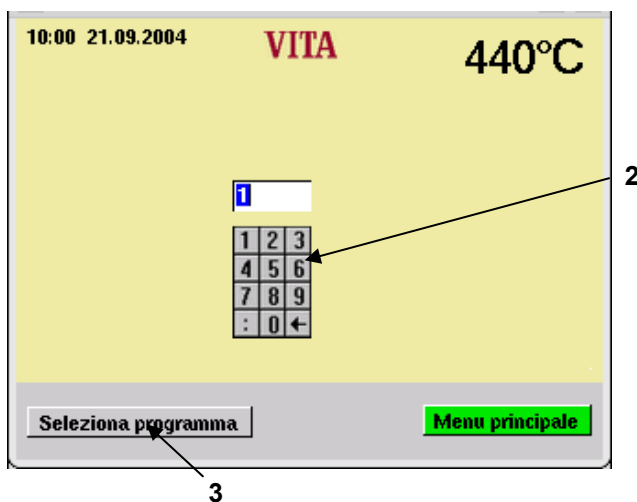 10:00 21.09.2004 VITA 440°C
2
1
1 2 3
4 5 6
7 8 9
: 0 ←
Seleziona programma Menu principale
3